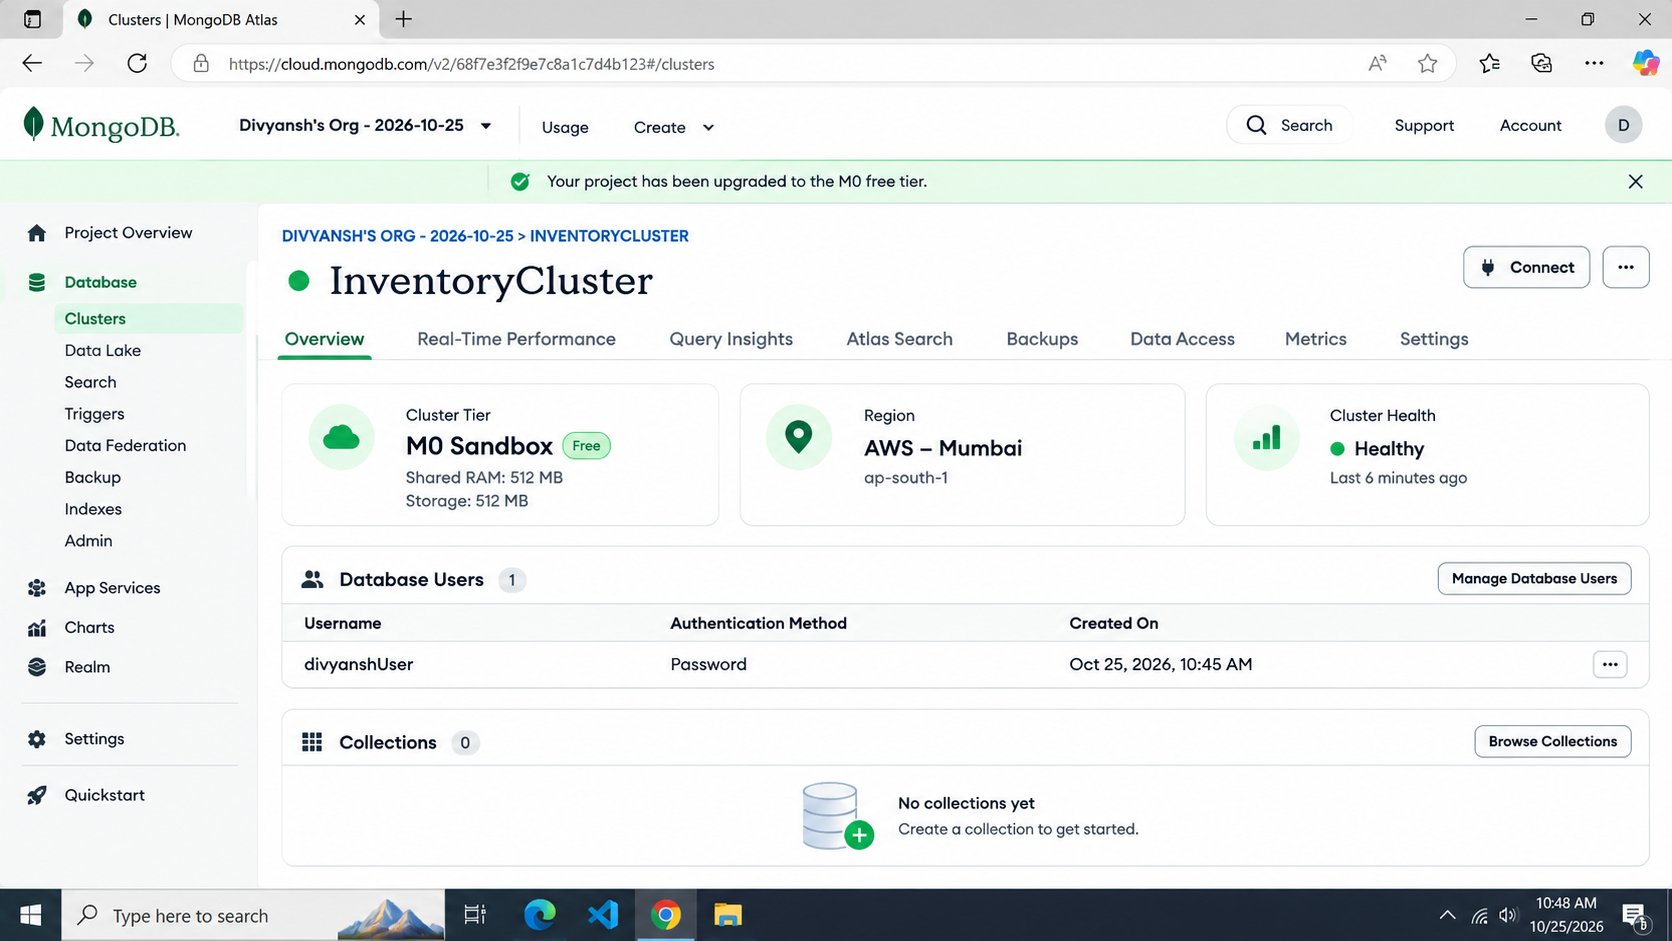 Clusters | MongoDB Atlas
https://cloud.mongodb.com/v2/68f7e3f2f9e7c8a1c7d4b123#/clusters
MongoDB.
Divyansh's Org - 2026-10-25
Usage
Create
Search
Support
Account
D
Your project has been upgraded to the M0 free tier.
Project Overview
Database
Clusters
Data Lake
Search
Triggers
Data Federation
Backup
Indexes
Admin
App Services
Charts
Realm
Settings
Quickstart
DIVYANSH'S ORG - 2026-10-25 > INVENTORYCLUSTER
InventoryCluster
Connect
Overview
Real-Time Performance
Query Insights
Atlas Search
Backups
Data Access
Metrics
Settings
Cluster Tier
M0 Sandbox Free
Shared RAM: 512 MB
Storage: 512 MB
Region
AWS – Mumbai
ap-south-1
Cluster Health
Healthy
Last 6 minutes ago
Database Users 1
Manage Database Users
Username Authentication Method Created On
divyanshUser Password Oct 25, 2026, 10:45 AM
Collections 0
Browse Collections
No collections yet
Create a collection to get started.
Type here to search
10:48 AM
10/25/2026